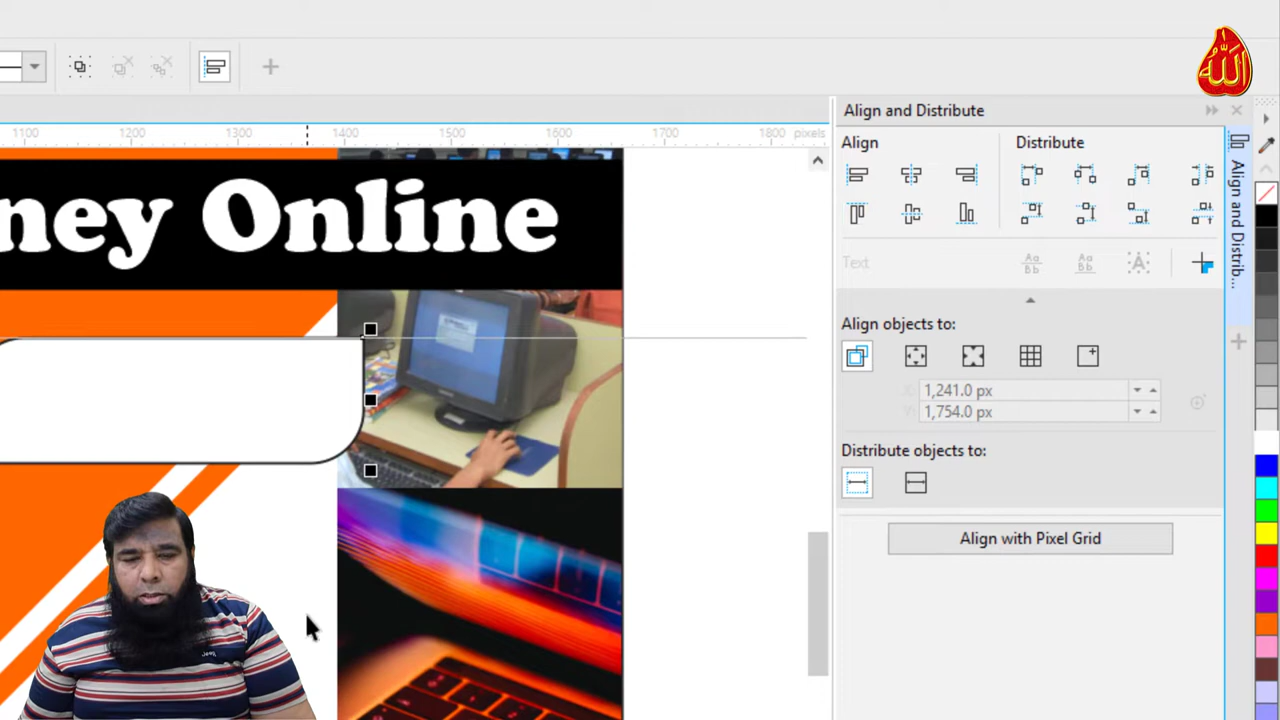 الله
1100 1200 1300 1400 1500 1600 1700 1800 pixels
ney Online
Align and Distribute
Align
Distribute
Text
Align objects to:
1,241.0 px
1,754.0 px
Distribute objects to:
Align with Pixel Grid
Align and Distrib...